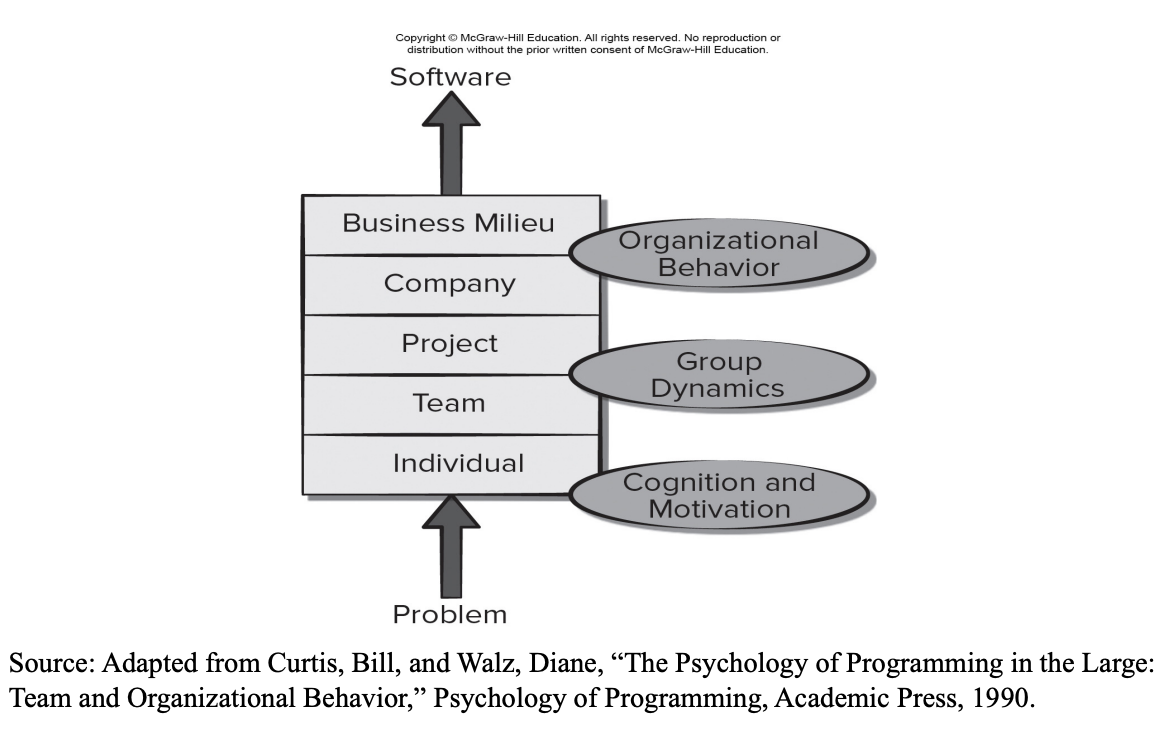 Copyright © McGraw-Hill Education. All rights reserved. No reproduction or
distribution without the prior written consent of McGraw-Hill Education.
Software
Business Milieu
Organizational
Behavior
Company
Project
Group
Dynamics
Team
Individual
Cognition and
Motivation
Problem
Source: Adapted from Curtis, Bill, and Walz, Diane, “The Psychology of Programming in the Large:
Team and Organizational Behavior,” Psychology of Programming, Academic Press, 1990.